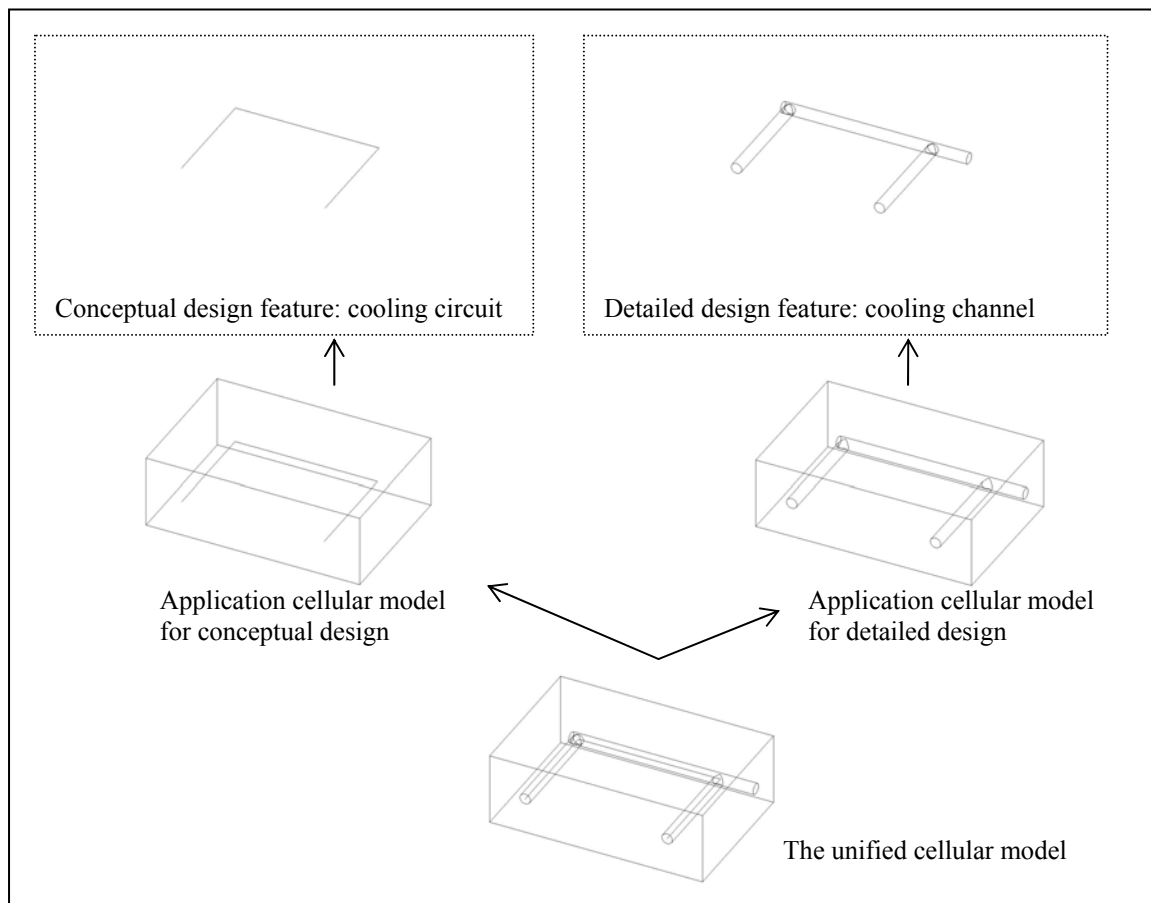 Conceptual design feature: cooling circuit
Detailed design feature: cooling channel
Application cellular model
for conceptual design
Application cellular model
for detailed design
The unified cellular model